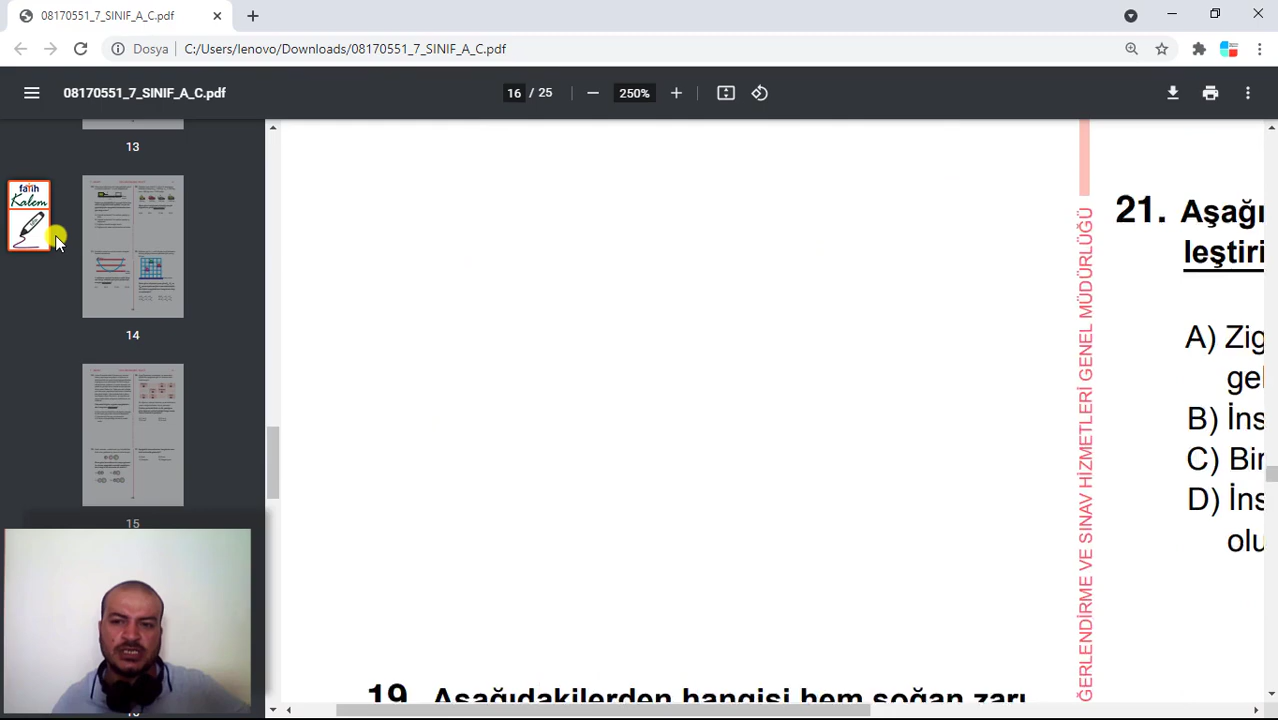 08170551_7_SINIF_A_C.pdf
Dosya
C:/Users/lenovo/Downloads/08170551_7_SINIF_A_C.pdf
08170551_7_SINIF_A_C.pdf
16 / 25
250%
13
fatih
Kalem
14
15
ĞERLENDİRME VE SINAV HİZMETLERİ GENEL MÜDÜRLÜĞÜ
21. Aşağı
leştiri
A) Zig
gel
B) İns
C) Bir
D) İns
olu
19. Aşağıdakilerden hangisi hem soğan zarı